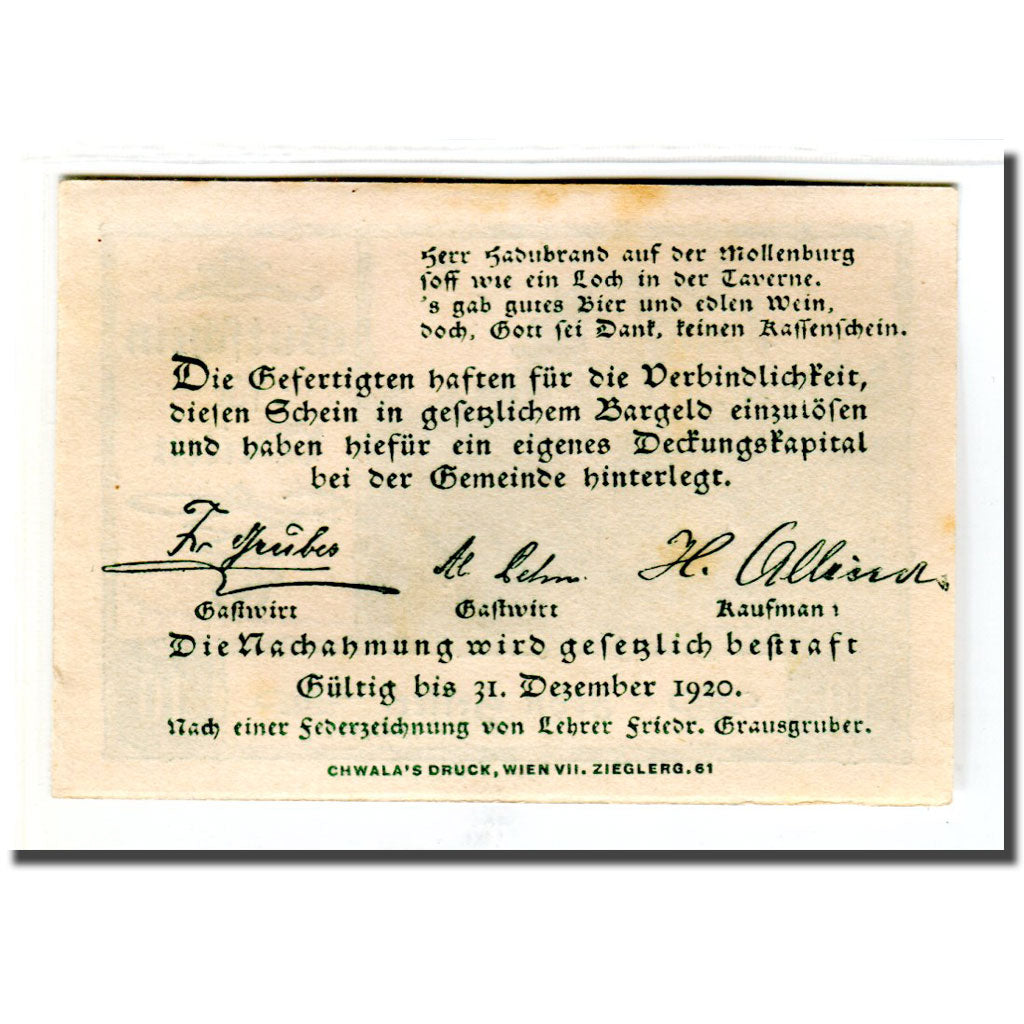 Herr Hadubrand auf der Mollenburg
soff wie ein Loch in der Taverne.
's gab gutes Bier und edlen Wein,
doch, Gott sei Dank, keinen Kassenschein.
Die Gefertigten haften für die Verbindlichkeit,
diesen Schein in gesetzlichem Bargeld einzulösen
und haben hiefür ein eigenes Deckungskapital
bei der Gemeinde hinterlegt.
Fr. H.
Gastwirt Gastwirt Kaufmann
Die Nachahmung wird gesetzlich bestraft
Gültig bis 31. Dezember 1920.
Nach einer Federzeichnung von Lehrer Friedr. Grausgruber.
CHWALA'S DRUCK, WIEN VII. ZIEGLERG. 61